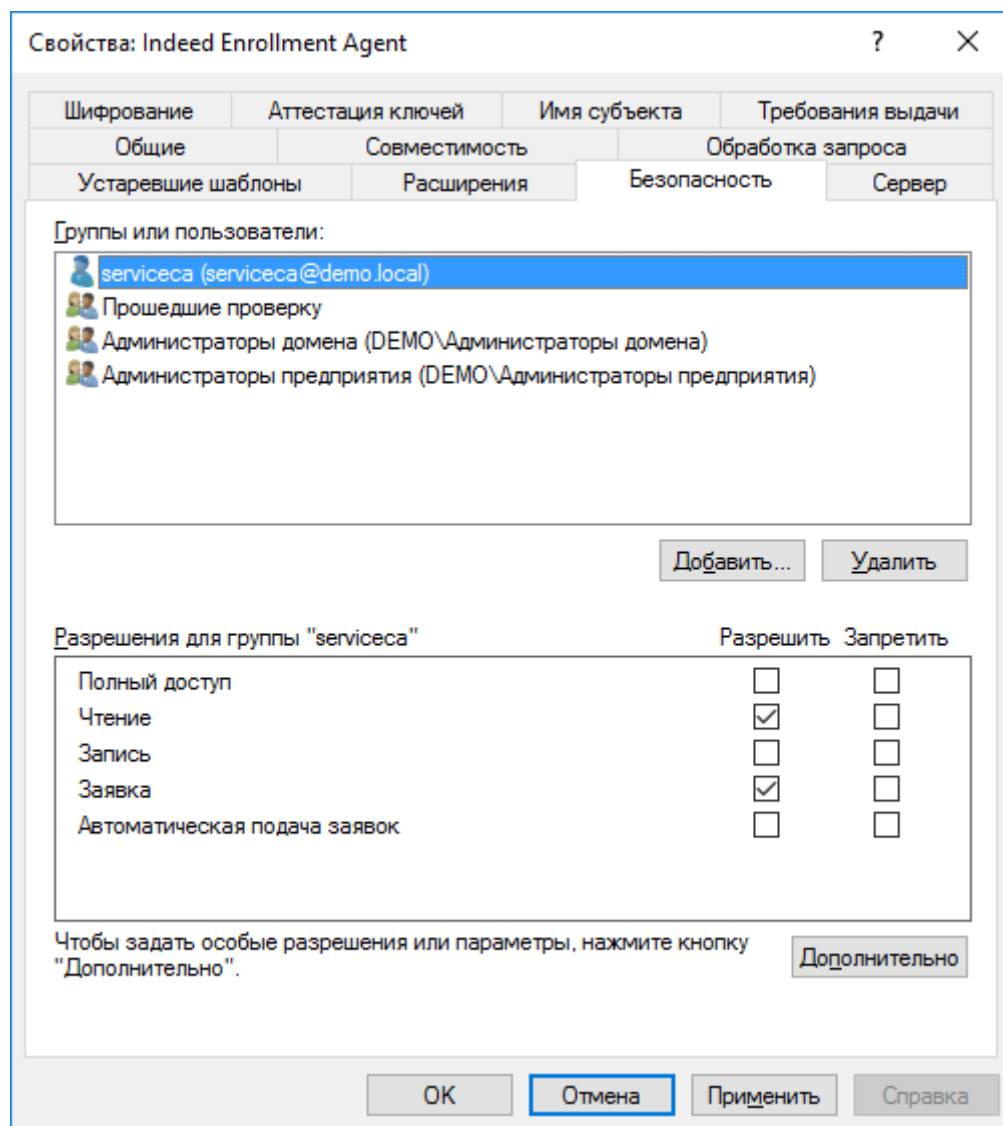 Свойства: Indeed Enrollment Agent
Шифрование Аттестация ключей Имя субъекта Требования выдачи
Общие Совместимость Обработка запроса
Устаревшие шаблоны Расширения Безопасность Сервер
Группы или пользователи:
serviceca (serviceca@demo.local)
Прошедшие проверку
Администраторы домена (DEMO\Администраторы домена)
Администраторы предприятия (DEMO\Администраторы предприятия)
Добавить... Удалить
Разрешения для группы "serviceca" Разрешить Запретить
Полный доступ
Чтение
Запись
Заявка
Автоматическая подача заявок
Чтобы задать особые разрешения или параметры, нажмите кнопку
"Дополнительно".
Дополнительно
OK Отмена Применить Справка